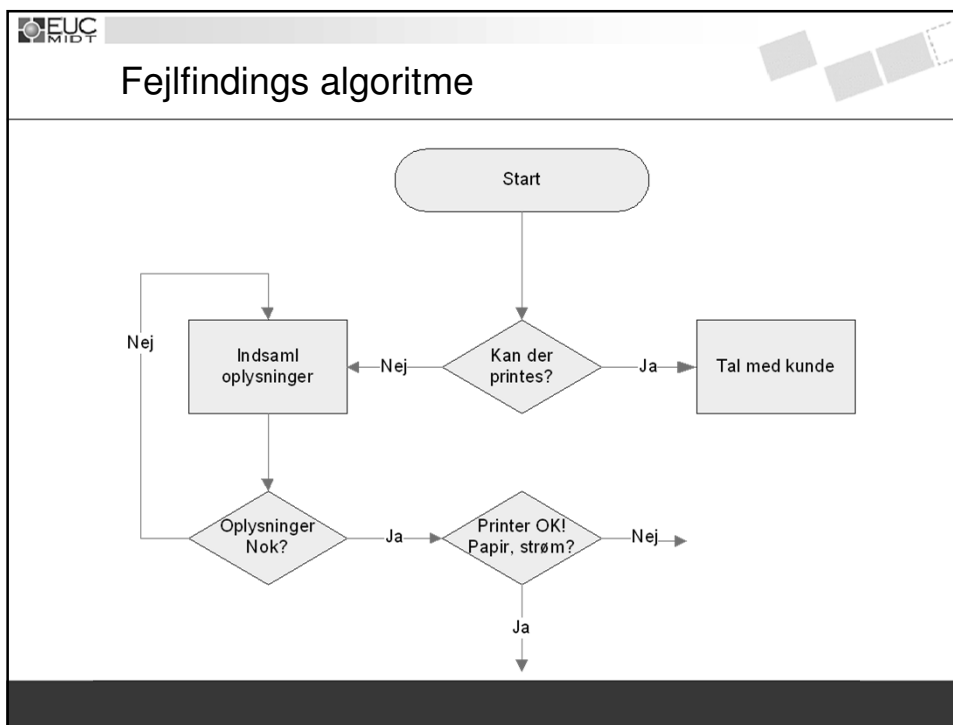 EUC
MIDT
Fejlfindings algoritme
Start
Nej
Indsaml
oplysninger
Nej
Kan der
printes?
Ja
Tal med kunde
Oplysninger
Nok?
Ja
Printer OK!
Papir, strøm?
Nej
Ja